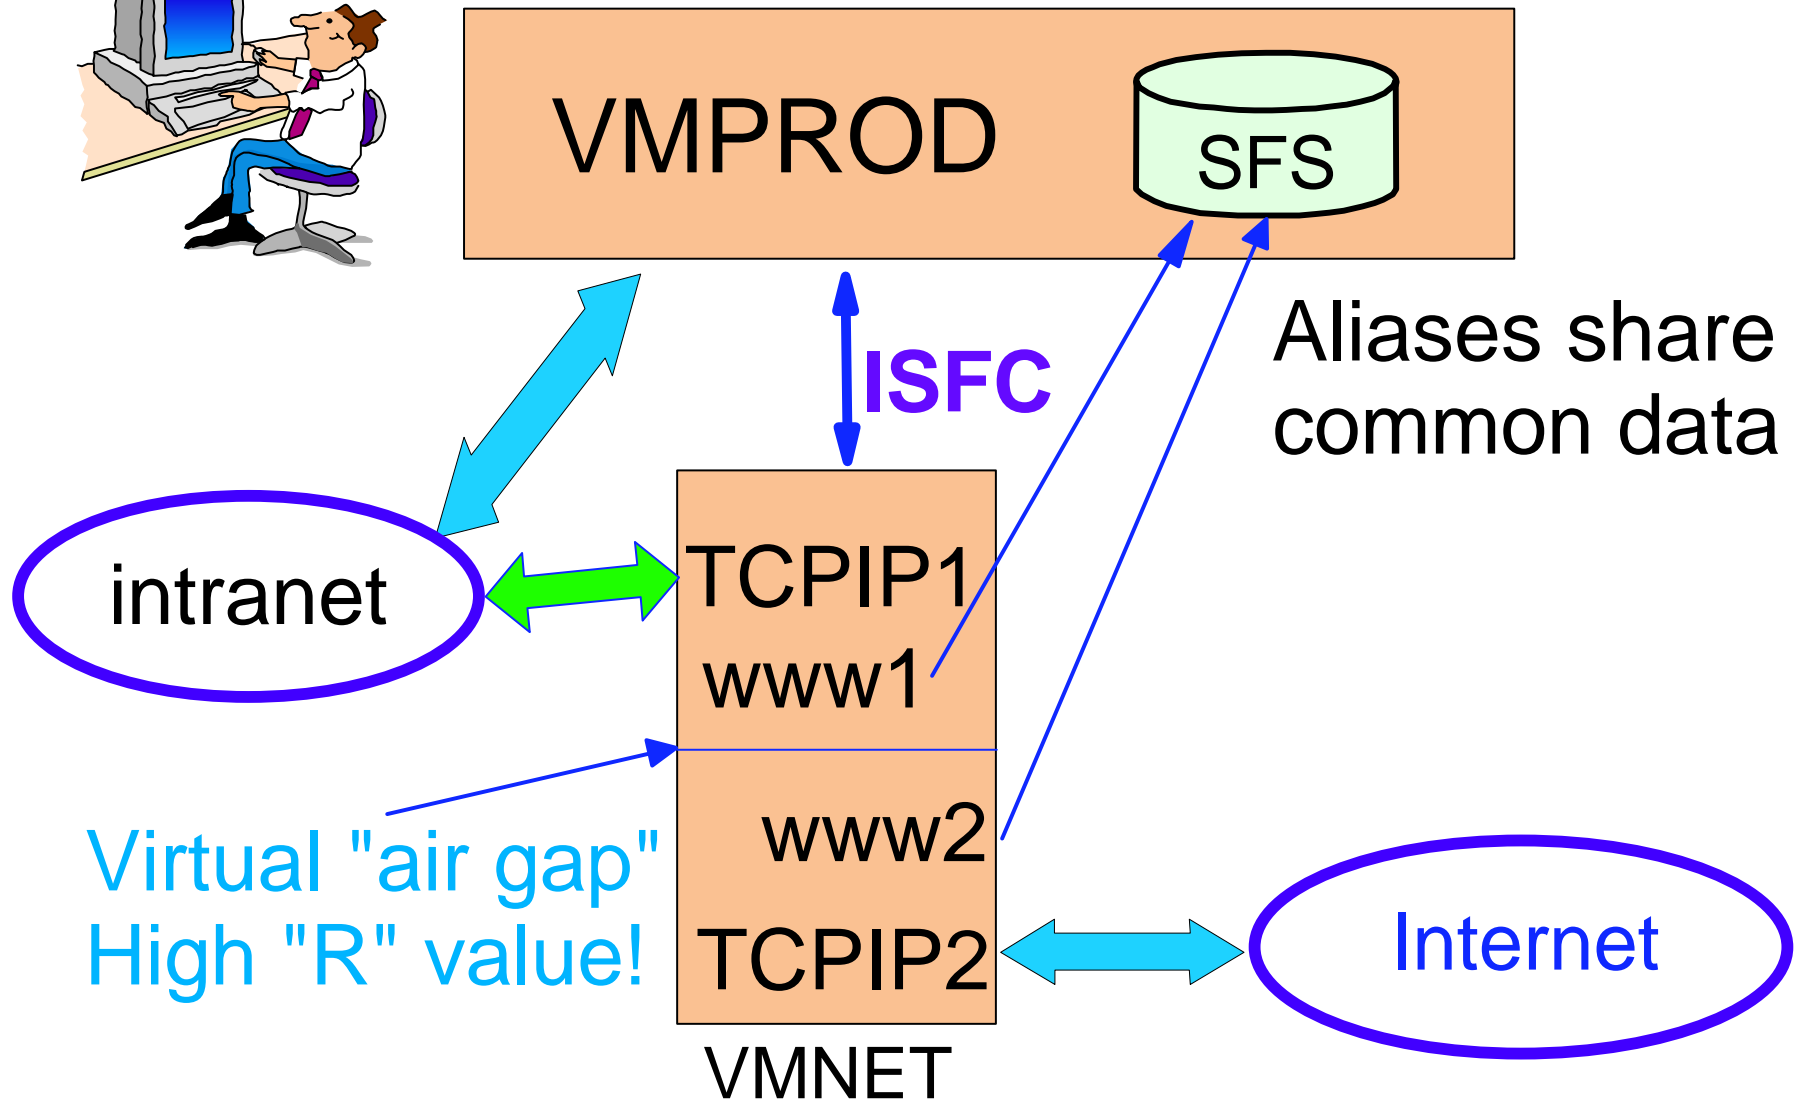 VMPROD
SFS
Aliases share
common data
ISFC
intranet
TCPIP1
www1
Virtual "air gap"
High "R" value!
www2
TCPIP2
Internet
VMNET